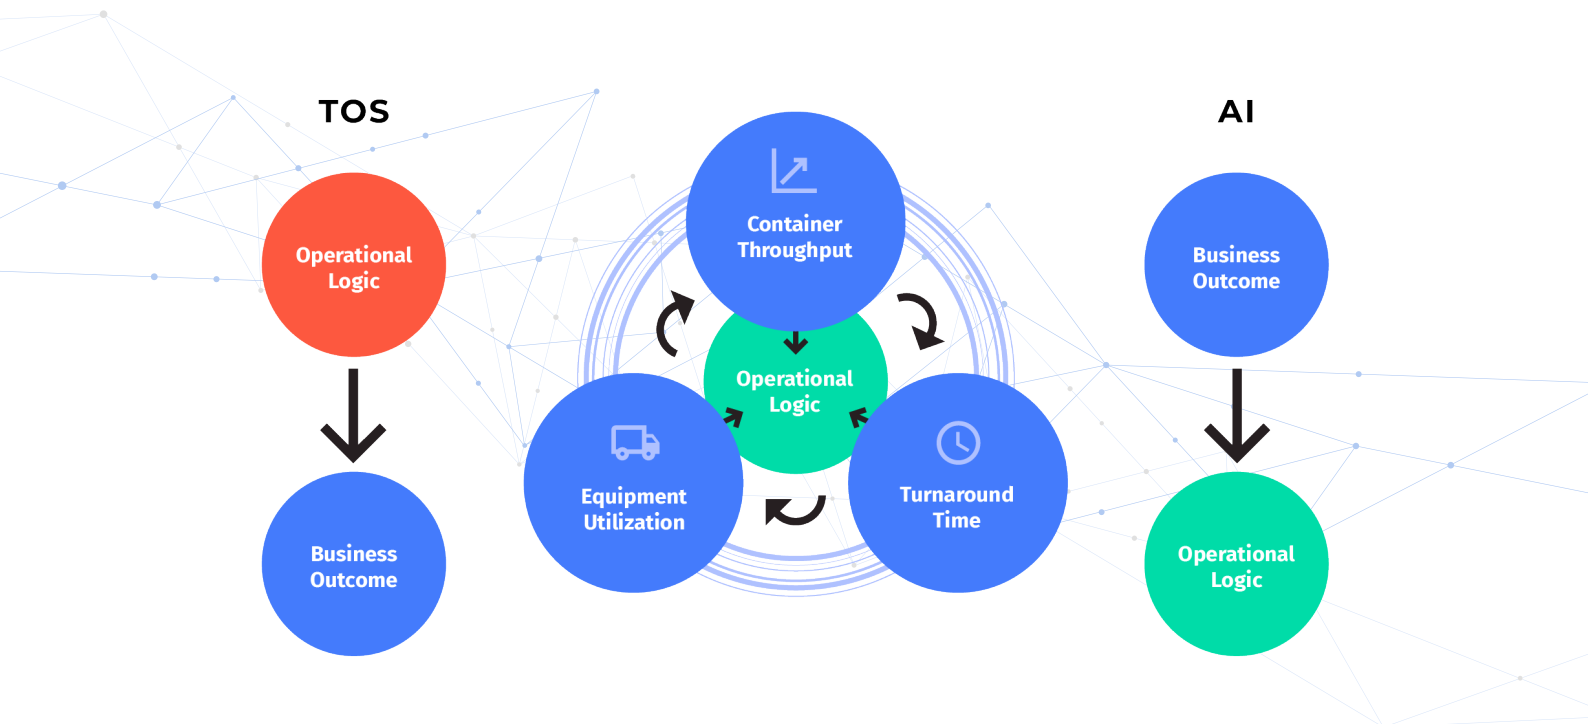 TOS
Operational
Logic
Business
Outcome
Container
Throughput
Operational
Logic
Equipment
Utilization
Turnaround
Time
AI
Business
Outcome
Operational
Logic